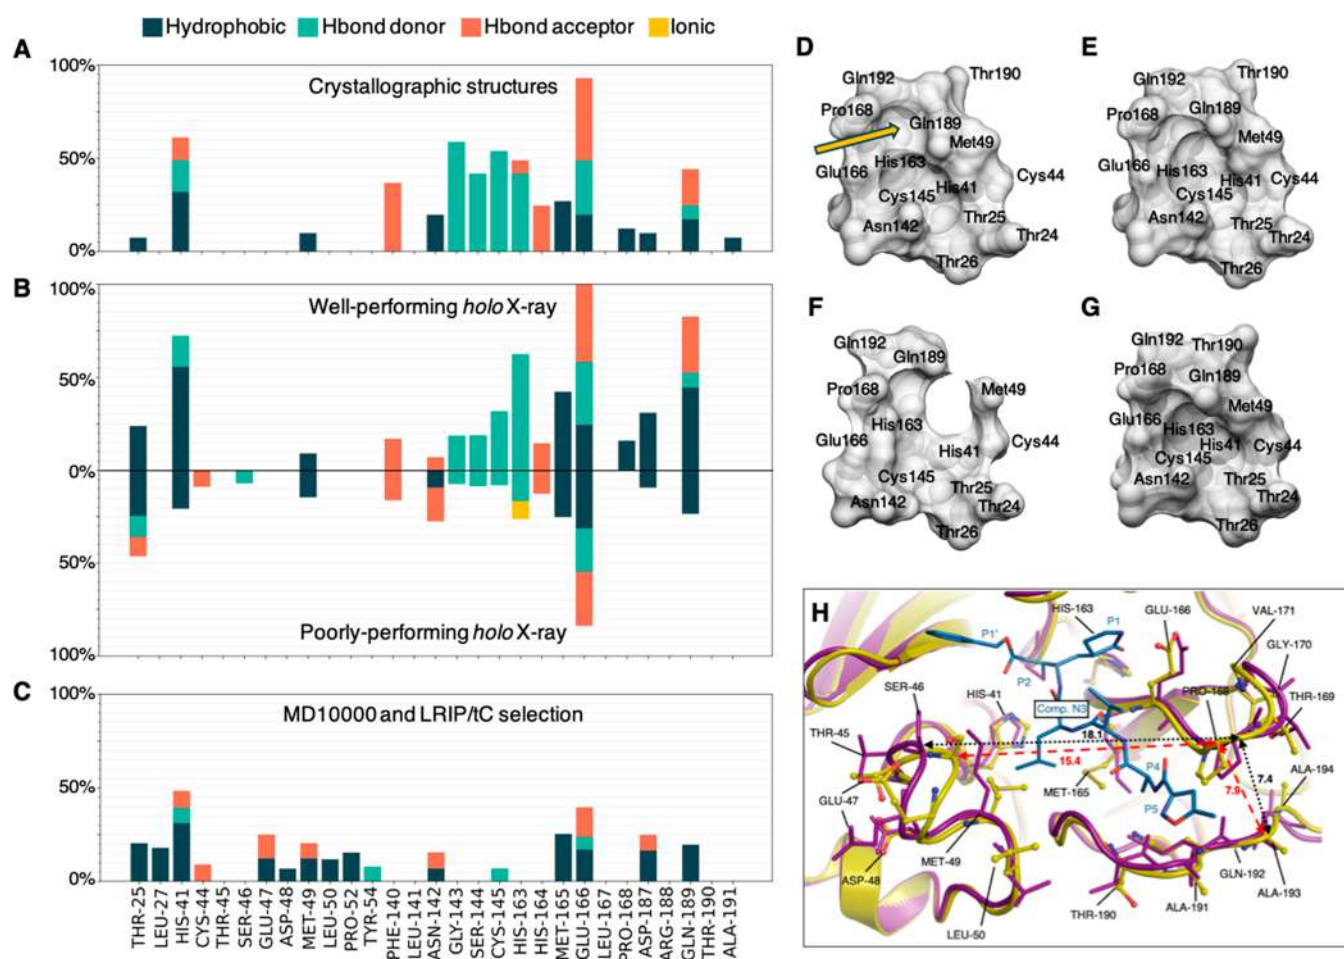 Hydrophobic Hbond donor Hbond acceptor Ionic
A
100%
50%
0%
Crystallographic structures
B
100%
50%
0%
50%
100%
Well-performing holo X-ray
Poorly-performing holo X-ray
C
100%
50%
0%
MD10000 and LRIP/tC selection
THR-25
LEU-27
HIS-41
CYS-44
THR-45
SER-46
GLU-47
ASP-48
MET-49
LEU-50
PRO-52
TYR-54
PHE-140
LEU-141
ASN-142
GLY-143
SER-144
CYS-145
HIS-163
HIS-164
MET-165
GLU-166
LEU-167
PRO-168
ASP-187
ARG-188
GLN-189
THR-190
ALA-191
D
Gln192
Thr190
Pro168
Gln189
Met49
His163
Glu166
Cys44
Cys145
His41
Asn142
Thr25
Thr24
Thr26
E
Gln192
Thr190
Pro168
Gln189
Met49
Glu166
His163
His41
Cys44
Cys145
Asn142
Thr25
Thr24
Thr26
F
Gln192
Gln189
Pro168
Met49
His163
Glu166
His41
Cys44
Cys145
Thr25
Asn142
Thr24
Thr26
G
Gln192
Thr190
Pro168
Gln189
Met49
Glu166
His163
His41
Cys44
Cys145
Asn142
Thr25
Thr24
Thr26
H
HIS-163
P1
GLU-166
VAL-171
P1'
GLY-170
P2
SER-46
HIS-41
PRO-168
THR-169
Comp. N3
THR-45
18.1
15.4
P4
7.9
7.4
ALA-194
MET-165
GLU-47
P5
MET-49
GLN-192
ASP-48
ALA-193
ALA-191
THR-190
LEU-50